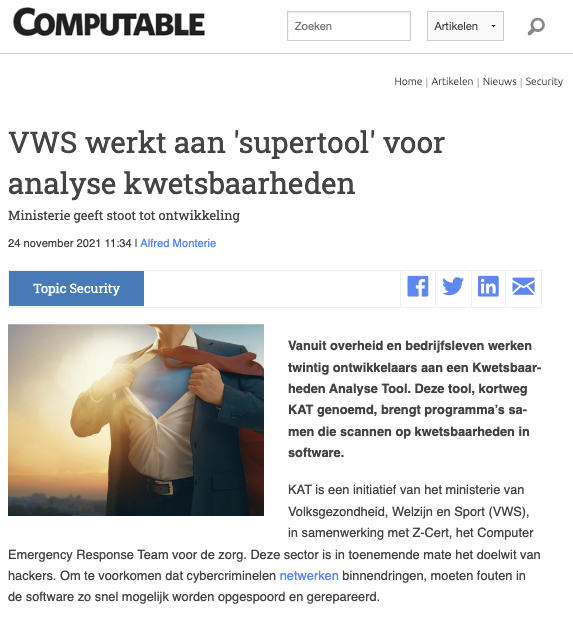 COMPUTABLE
Zoeken
Artikelen
Home | Artikelen | Nieuws | Security
VWS werkt aan 'supertool' voor
analyse kwetsbaarheden
Ministerie geeft stoot tot ontwikkeling
24 november 2021 11:34 | Alfred Monterie
Topic Security
Vanuit overheid en bedrijfsleven werken
twintig ontwikkelaars aan een Kwetsbaar-
heden Analyse Tool. Deze tool, kortweg
KAT genoemd, brengt programma's sa-
men die scannen op kwetsbaarheden in
software.
KAT is een initiatief van het ministerie van
Volksgezondheid, Welzijn en Sport (VWS),
in samenwerking met Z-Cert, het Computer
Emergency Response Team voor de zorg. Deze sector is in toenemende mate het doelwit van
hackers. Om te voorkomen dat cybercriminelen netwerken binnendringen, moeten fouten in
de software zo snel mogelijk worden opgespoord en gerepareerd.